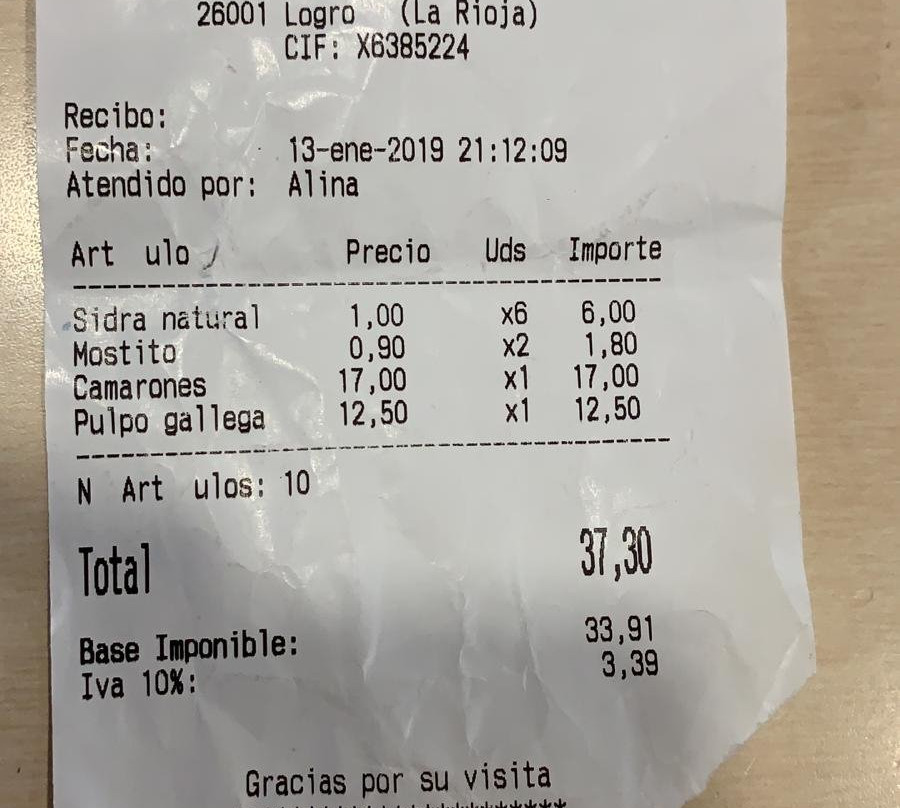 26001 Logro (La Rioja)
CIF: X6385224
Recibo:
Fecha: 13-ene-2019 21:12:09
Atendido por: Alina
Art ulo Precio Uds Importe
Sidra natural 1,00 x6 6,00
Mostito 0,90 x2 1,80
Camarones 17,00 x1 17,00
Pulpo gallega 12,50 x1 12,50
N Art ulos: 10
Total 37,30
Base Imponible: 33,91
Iva 10%: 3,39
Gracias por su visita